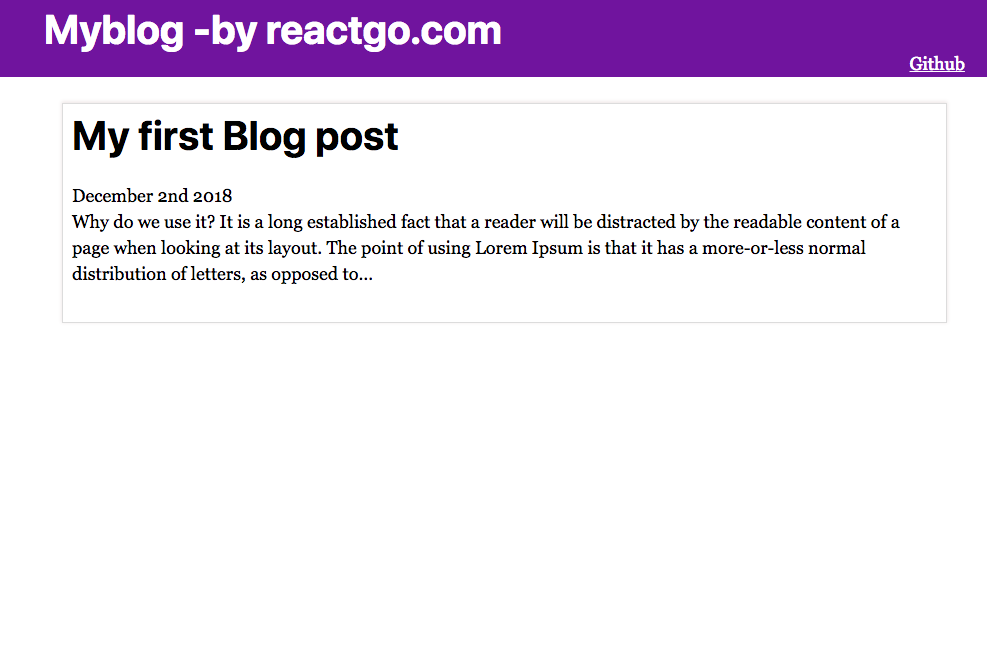 Myblog -by reactgo.com
Github
My first Blog post
December 2nd 2018
Why do we use it? It is a long established fact that a reader will be distracted by the readable content of a
page when looking at its layout. The point of using Lorem Ipsum is that it has a more-or-less normal
distribution of letters, as opposed to…